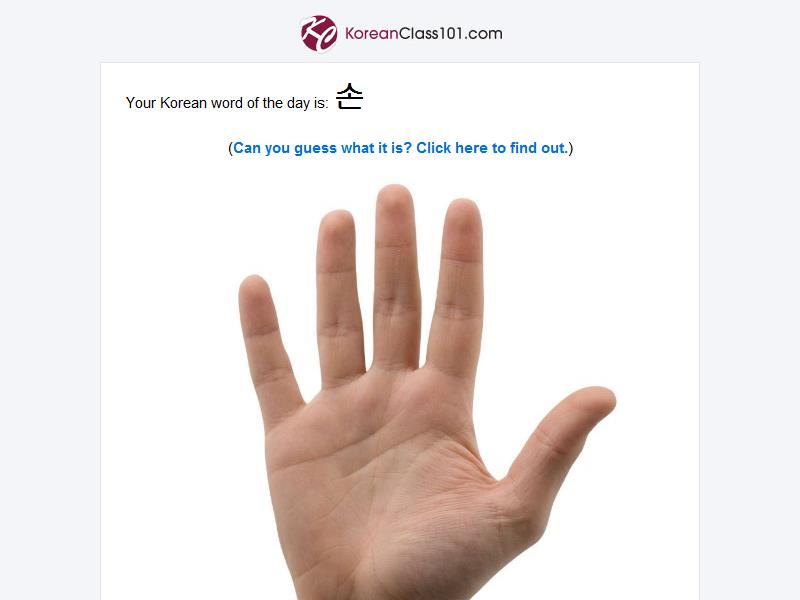 KoreanClass101.com
Your Korean word of the day is: 손
(Can you guess what it is? Click here to find out.)